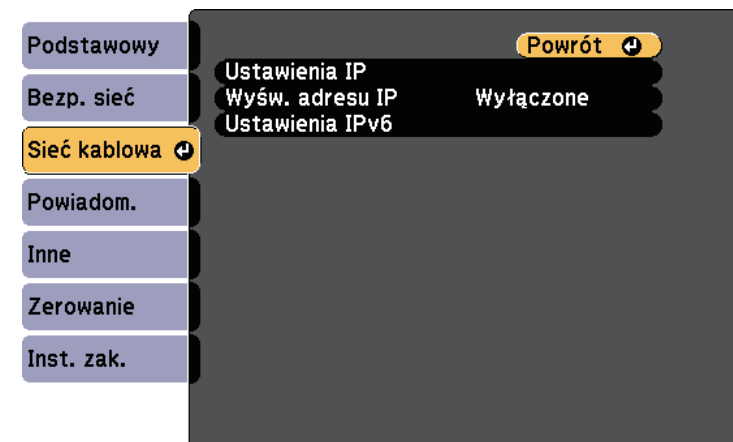 Podstawowy
Bezp. sieć
Sieć kablowa
Powiadom.
Inne
Zerowanie
Inst. zak.
Powrót
Ustawienia IP
Wyśw. adresu IP Wyłączone
Ustawienia IPv6